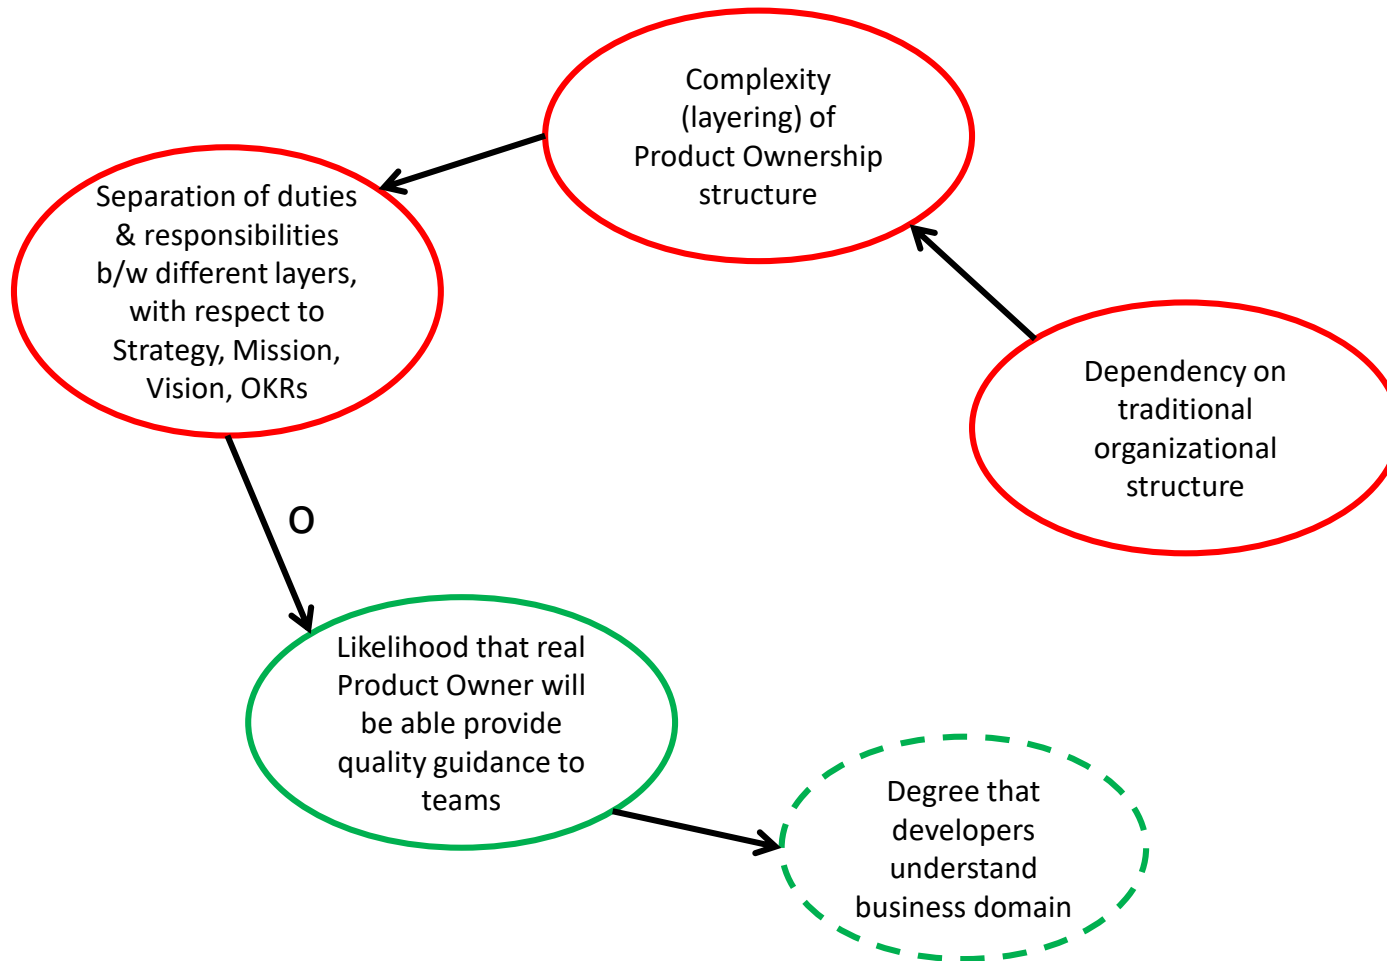 Complexity
(layering) of
Product Ownership
structure
Separation of duties
& responsibilities
b/w different layers,
with respect to
Strategy, Mission,
Vision, OKRs
Dependency on
traditional
organizational
structure
O
Likelihood that real
Product Owner will
be able provide
quality guidance to
teams
Degree that
developers
understand
business domain